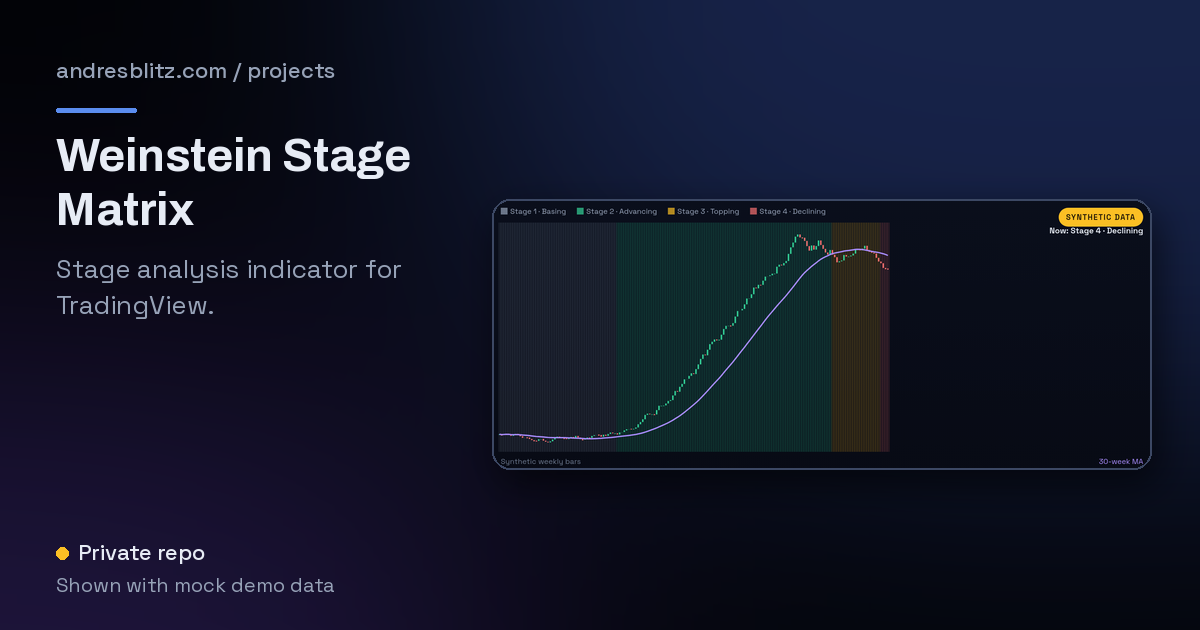 andresblitz.com / projects
Weinstein Stage
Matrix
Stage analysis indicator for
TradingView.
Stage 1 · Basing
Stage 2 · Advancing
Stage 3 · Topping
Stage 4 · Declining
SYNTHETIC DATA
Now: Stage 4 · Declining
Synthetic weekly bars
30-week MA
Private repo
Shown with mock demo data